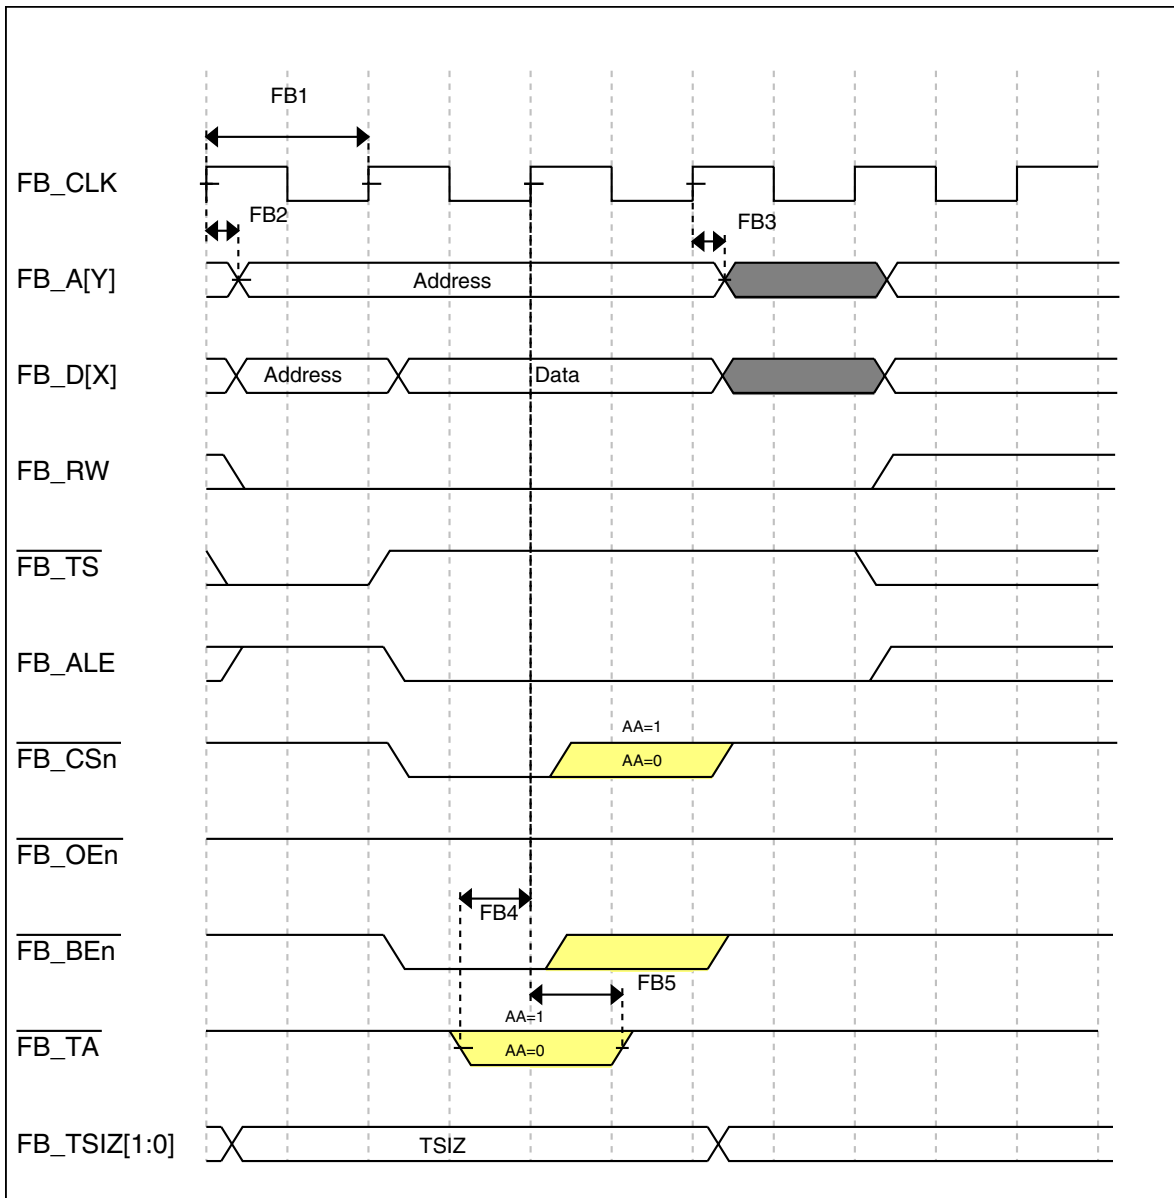 FB1
FB_CLK
FB2
FB3
FB_A[Y]
Address
FB_D[X]
Address
Data
FB_RW
FB_TS
FB_ALE
AA=1
FB_CSn
AA=0
FB_OEn
FB4
FB_BEn
FB5
AA=1
FB_TA
AA=0
FB_TSIZ[1:0]
TSIZ